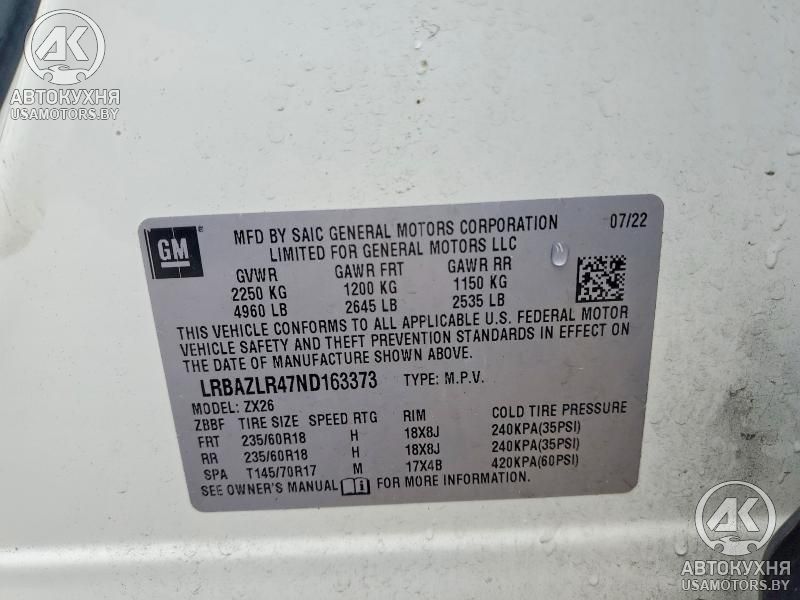 AK
АВТОКУХНЯ
USAMOTORS.BY
GM
MFD BY SAIC GENERAL MOTORS CORPORATION 07/22
LIMITED FOR GENERAL MOTORS LLC
GVWR GAWR FRT GAWR RR
2250 KG 1200 KG 1150 KG
4960 LB 2645 LB 2535 LB
THIS VEHICLE CONFORMS TO ALL APPLICABLE U.S. FEDERAL MOTOR
VEHICLE SAFETY AND THEFT PREVENTION STANDARDS IN EFFECT ON
THE DATE OF MANUFACTURE SHOWN ABOVE.
LRBAZLR47ND163373 TYPE: M.P.V.
MODEL: ZX26
ZBBF TIRE SIZE SPEED RTG RIM COLD TIRE PRESSURE
FRT 235/60R18 H 18X8J 240KPA(35PSI)
RR 235/60R18 H 18X8J 240KPA(35PSI)
SPA T145/70R17 M 17X4B 420KPA(60PSI)
SEE OWNER'S MANUAL FOR MORE INFORMATION.
AK
АВТОКУХНЯ
USAMOTORS.BY